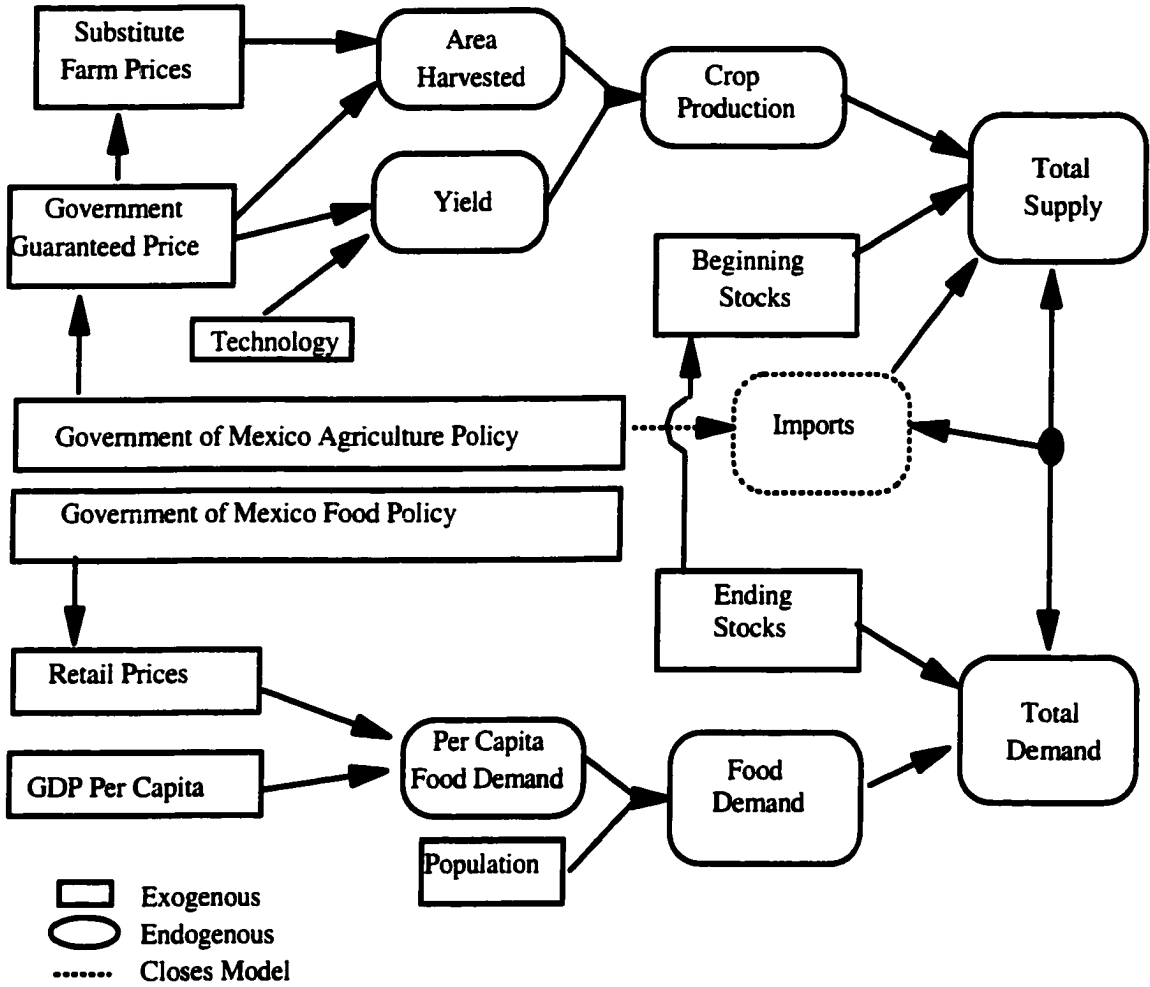 Substitute
Farm Prices
Area
Harvested
Crop
Production
Total
Supply
Government
Guaranteed Price
Yield
Beginning
Stocks
Technology
Government of Mexico Agriculture Policy
Imports
Government of Mexico Food Policy
Ending
Stocks
Retail Prices
Total
Demand
Per Capita
Food Demand
Food
Demand
GDP Per Capita
Population
Exogenous
Endogenous
Closes Model